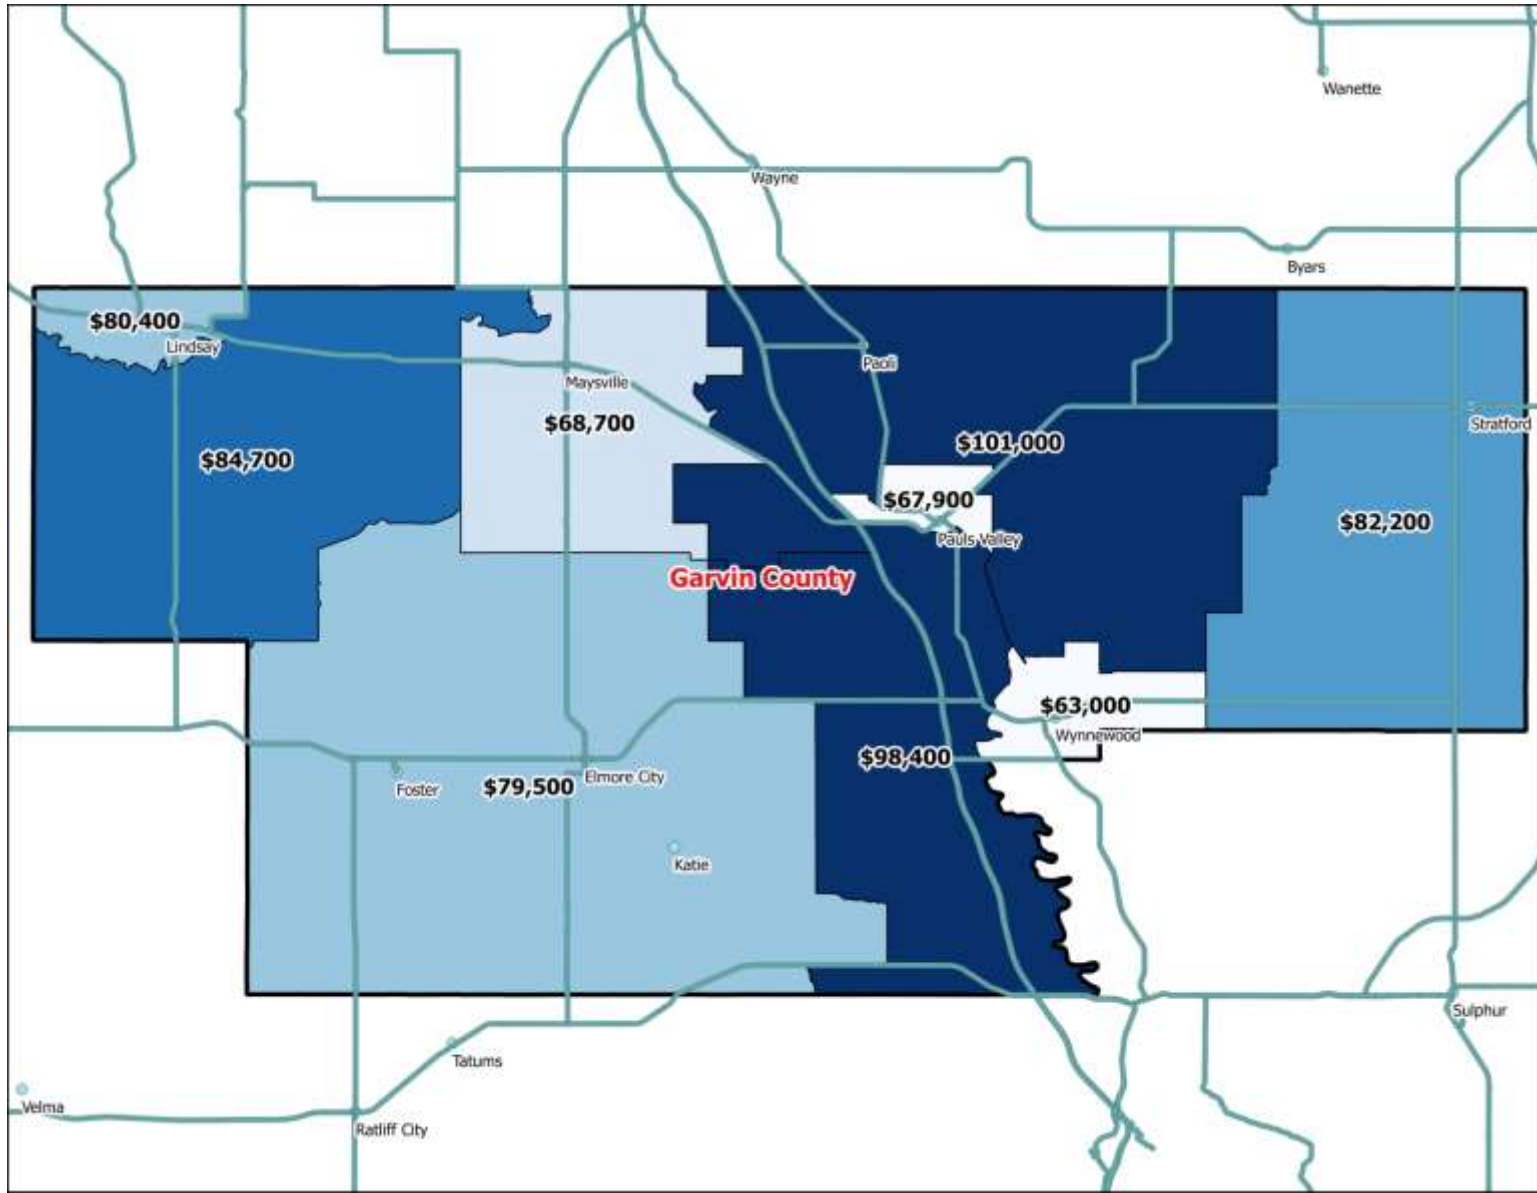 Wanette
Wayne
Byars
$80,400
Lindsay
Paoli
Maysville
$68,700
Stratford
$101,000
$84,700
$67,900
$82,200
Pauls Valley
Garvin County
$63,000
Wynnewood
$98,400
Elmore City
$79,500
Foster
Katie
Sulphur
Tatums
Velma
Ratliff City